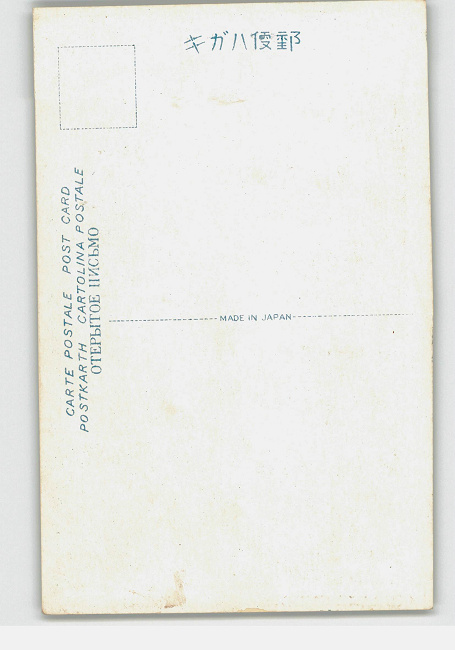 郵便ハガキ
CARTE POSTALE POST CARD
POSTKARTH CARTOLINA POSTALE
ОТЕРЫТОЕ ПИСЬМО
MADE IN JAPAN